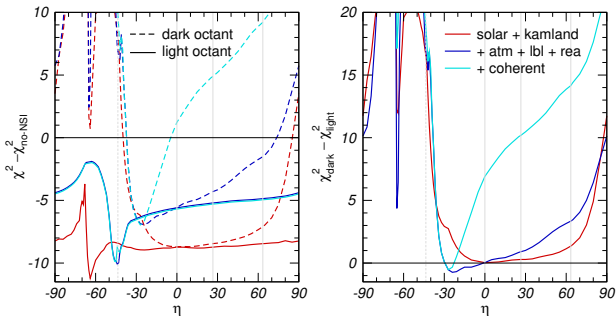 10
5
0
-5
-10
χ² − χ²no-NSI
dark octant
light octant
-90 -60 -30 0 30 60 90
η
20
15
10
5
0
χ²dark − χ²light
solar + kamland
+ atm + lbl + rea
+ coherent
-90 -60 -30 0 30 60 90
η